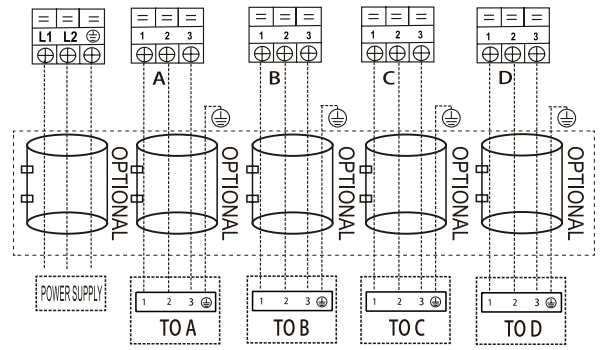 L1 L2 1 2 3 1 2 3 1 2 3 1 2 3
A B C D
OPTIONAL OPTIONAL OPTIONAL OPTIONAL OPTIONAL
POWER SUPPLY 1 2 3 1 2 3 1 2 3 1 2 3
TO A TO B TO C TO D